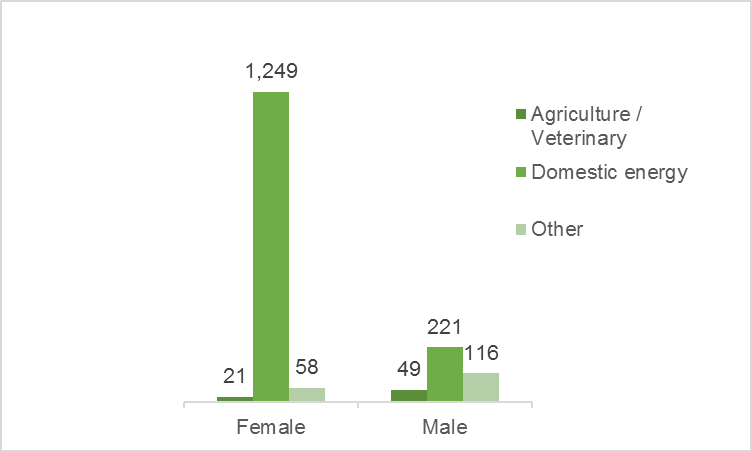 1,249
Agriculture /
Veterinary
Domestic energy
Other
221
116
49
58
21
Female
Male